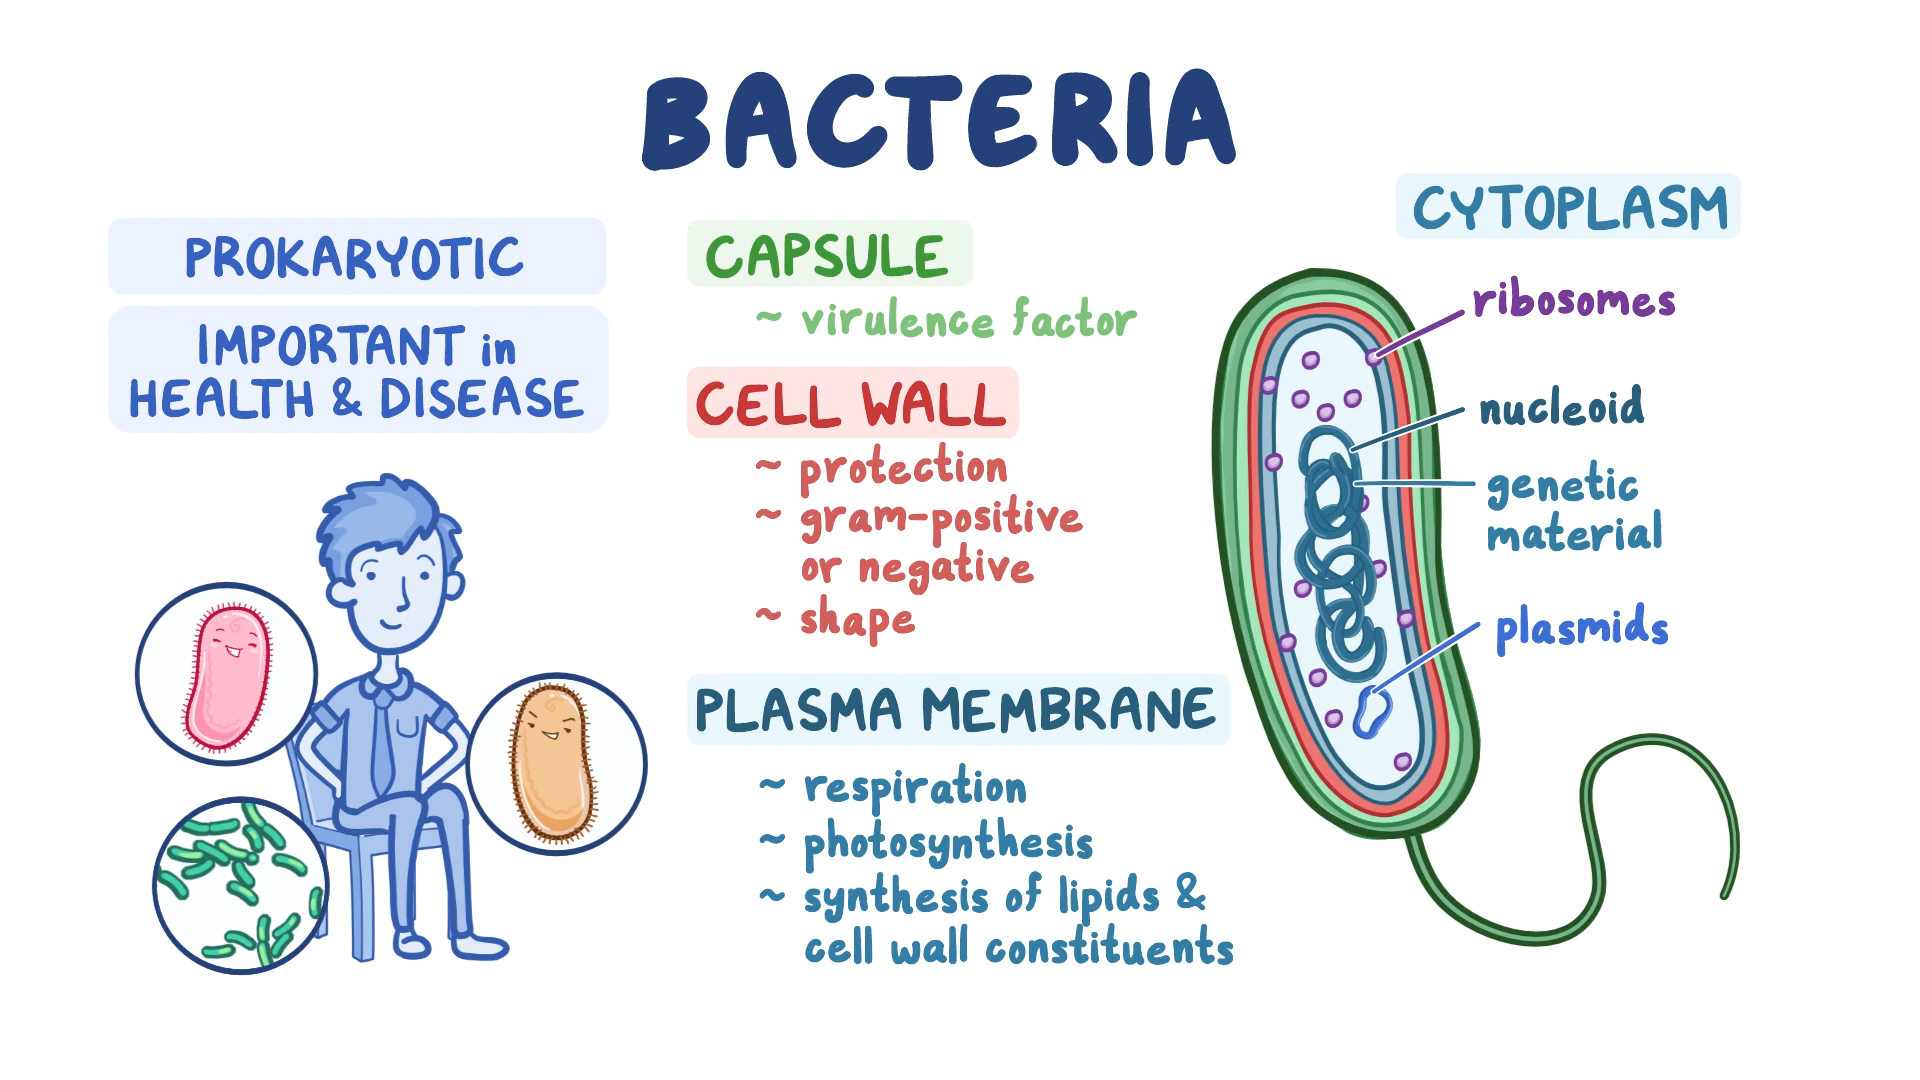 BACTERIA
PROKARYOTIC
IMPORTANT in
HEALTH & DISEASE
CAPSULE
~ virulence factor
CELL WALL
~ protection
~ gram-positive
or negative
~ shape
PLASMA MEMBRANE
~ respiration
~ photosynthesis
~ synthesis of lipids &
cell wall constituents
CYTOPLASM
ribosomes
nucleoid
genetic
material
plasmids